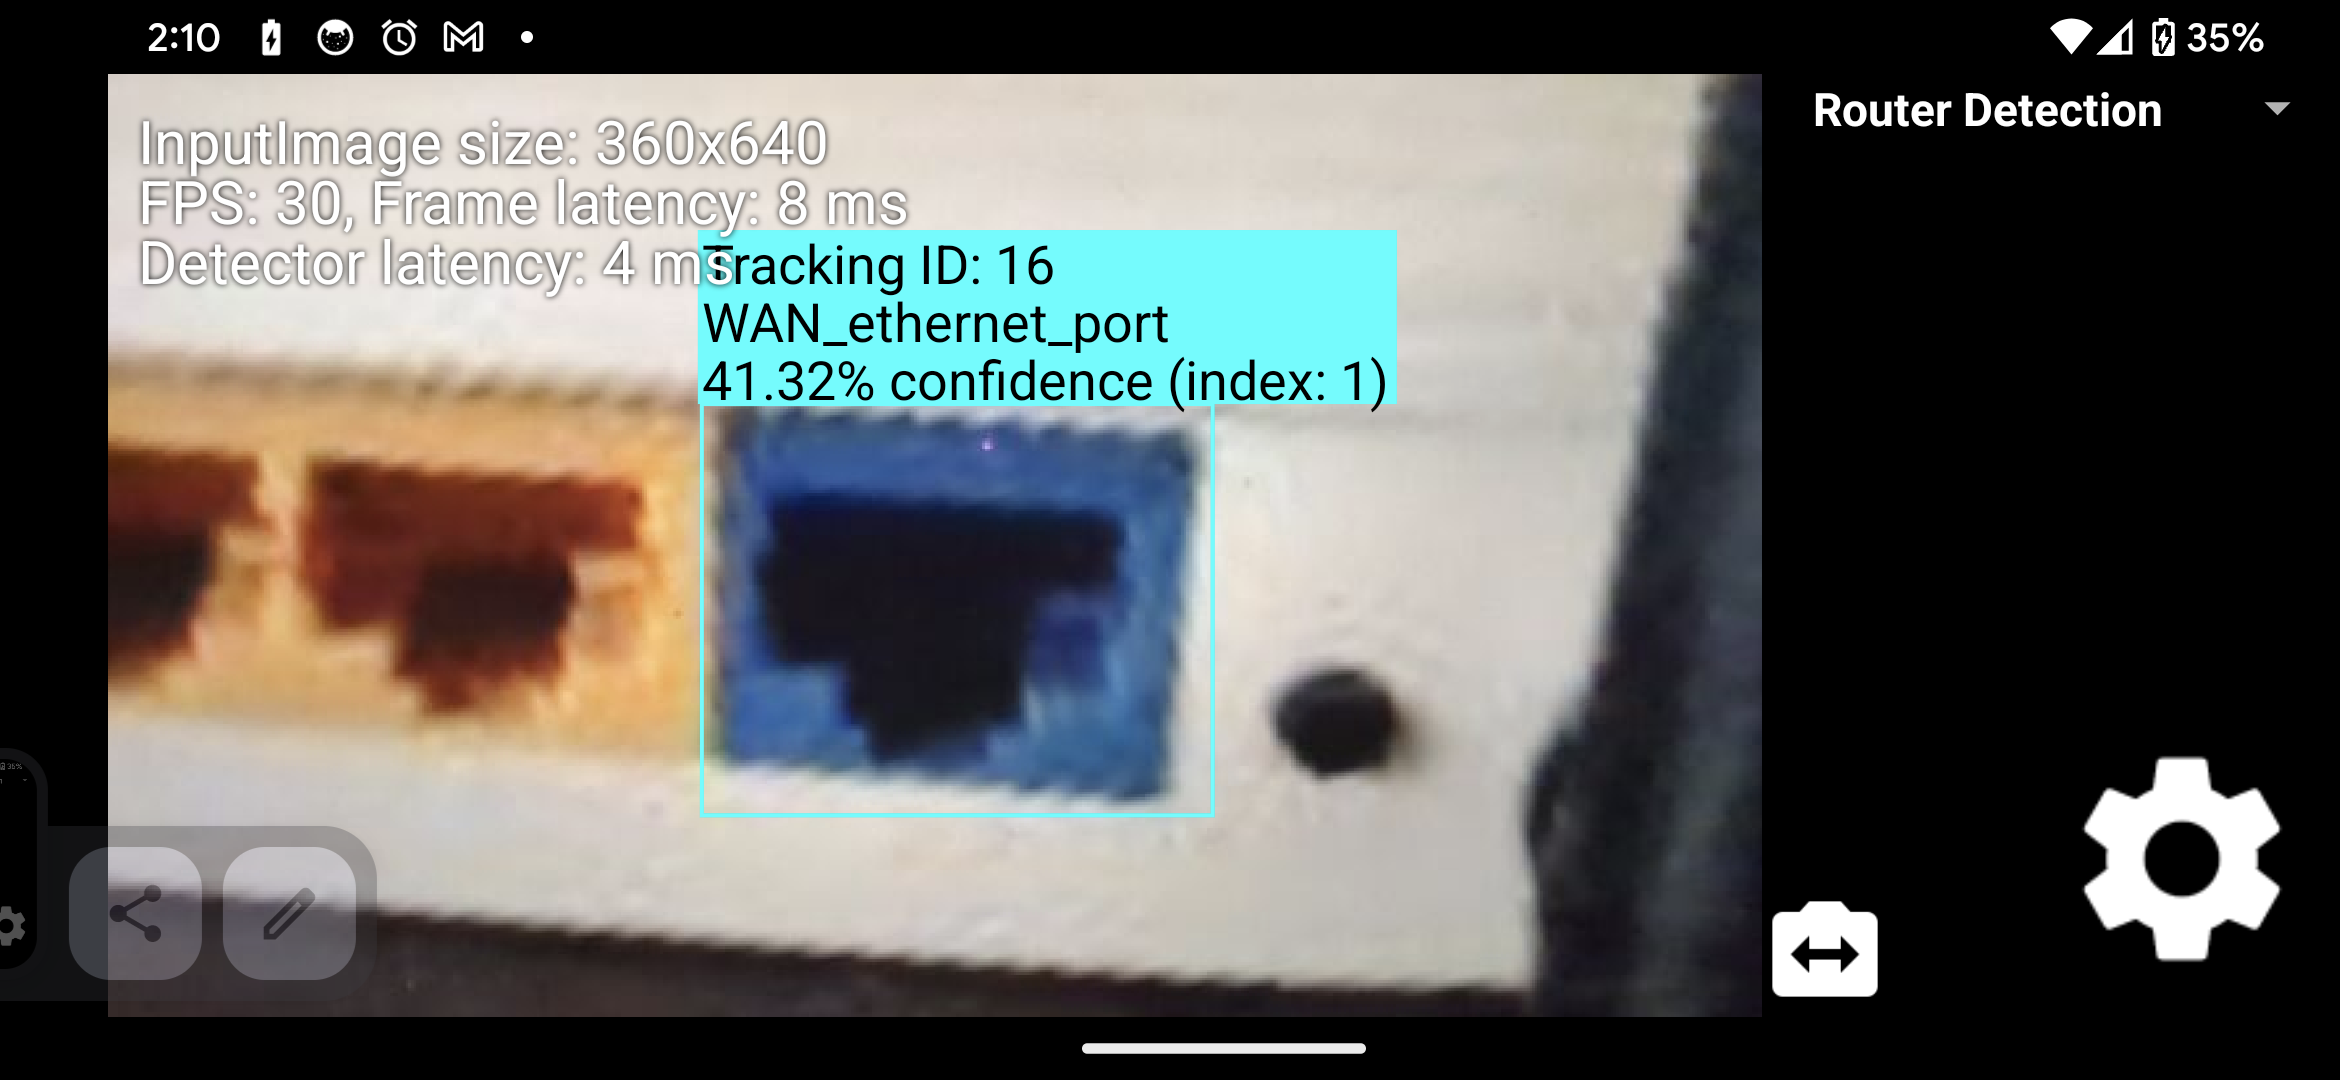 2:10
35%
InputImage size: 360x640
FPS: 30, Frame latency: 8 ms
Detector latency: 4 ms
Tracking ID: 16
WAN_ethernet_port
41.32% confidence (index: 1)
Router Detection
35%